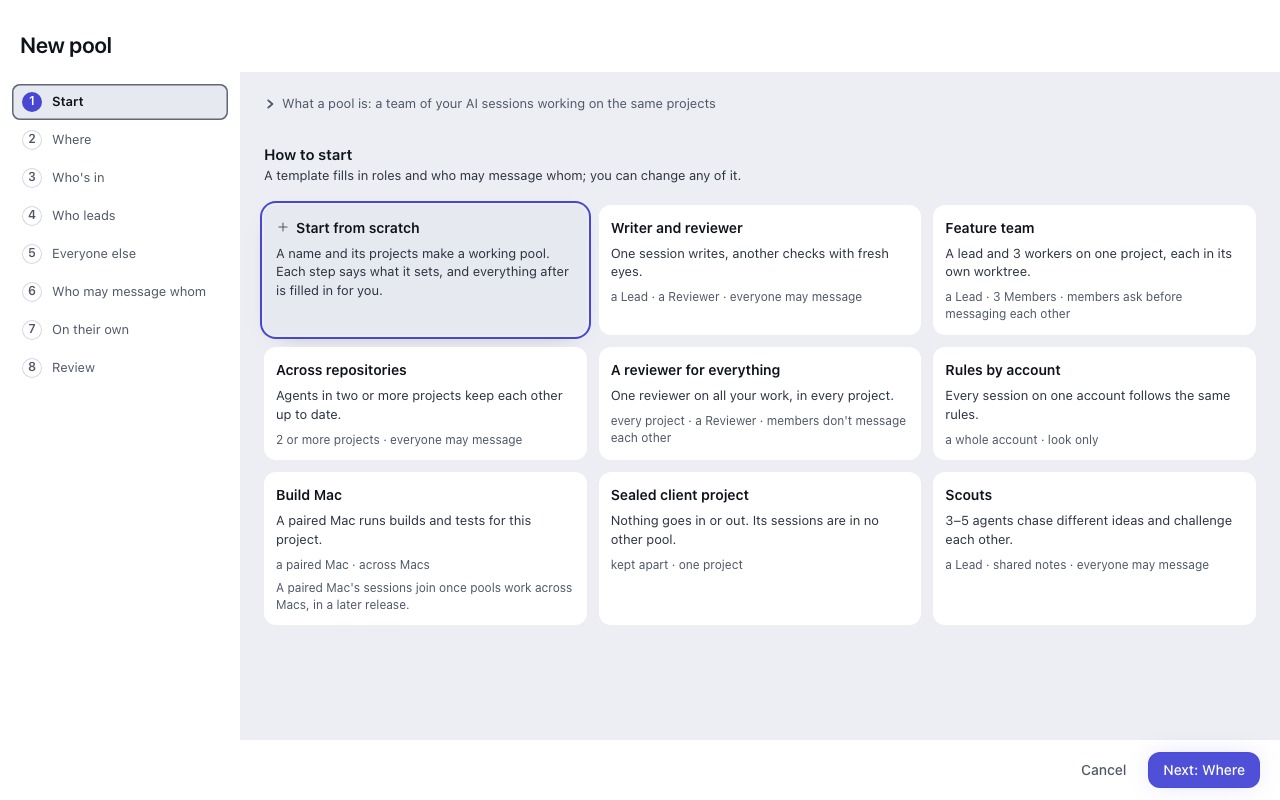 New pool
1 Start
2 Where
3 Who's in
4 Who leads
5 Everyone else
6 Who may message whom
7 On their own
8 Review
What a pool is: a team of your AI sessions working on the same projects
How to start
A template fills in roles and who may message whom; you can change any of it.
+ Start from scratch
A name and its projects make a working pool.
Each step says what it sets, and everything after
is filled in for you.
Writer and reviewer
One session writes, another checks with fresh
eyes.
a Lead · a Reviewer · everyone may message
Feature team
A lead and 3 workers on one project, each in its
own worktree.
a Lead · 3 Members · members ask before
messaging each other
Across repositories
Agents in two or more projects keep each other
up to date.
2 or more projects · everyone may message
A reviewer for everything
One reviewer on all your work, in every project.
every project · a Reviewer · members don't message
each other
Rules by account
Every session on one account follows the same
rules.
a whole account · look only
Build Mac
A paired Mac runs builds and tests for this
project.
a paired Mac · across Macs
A paired Mac's sessions join once pools work across
Macs, in a later release.
Sealed client project
Nothing goes in or out. Its sessions are in no
other pool.
kept apart · one project
Scouts
3–5 agents chase different ideas and challenge
each other.
a Lead · shared notes · everyone may message
Cancel
Next: Where